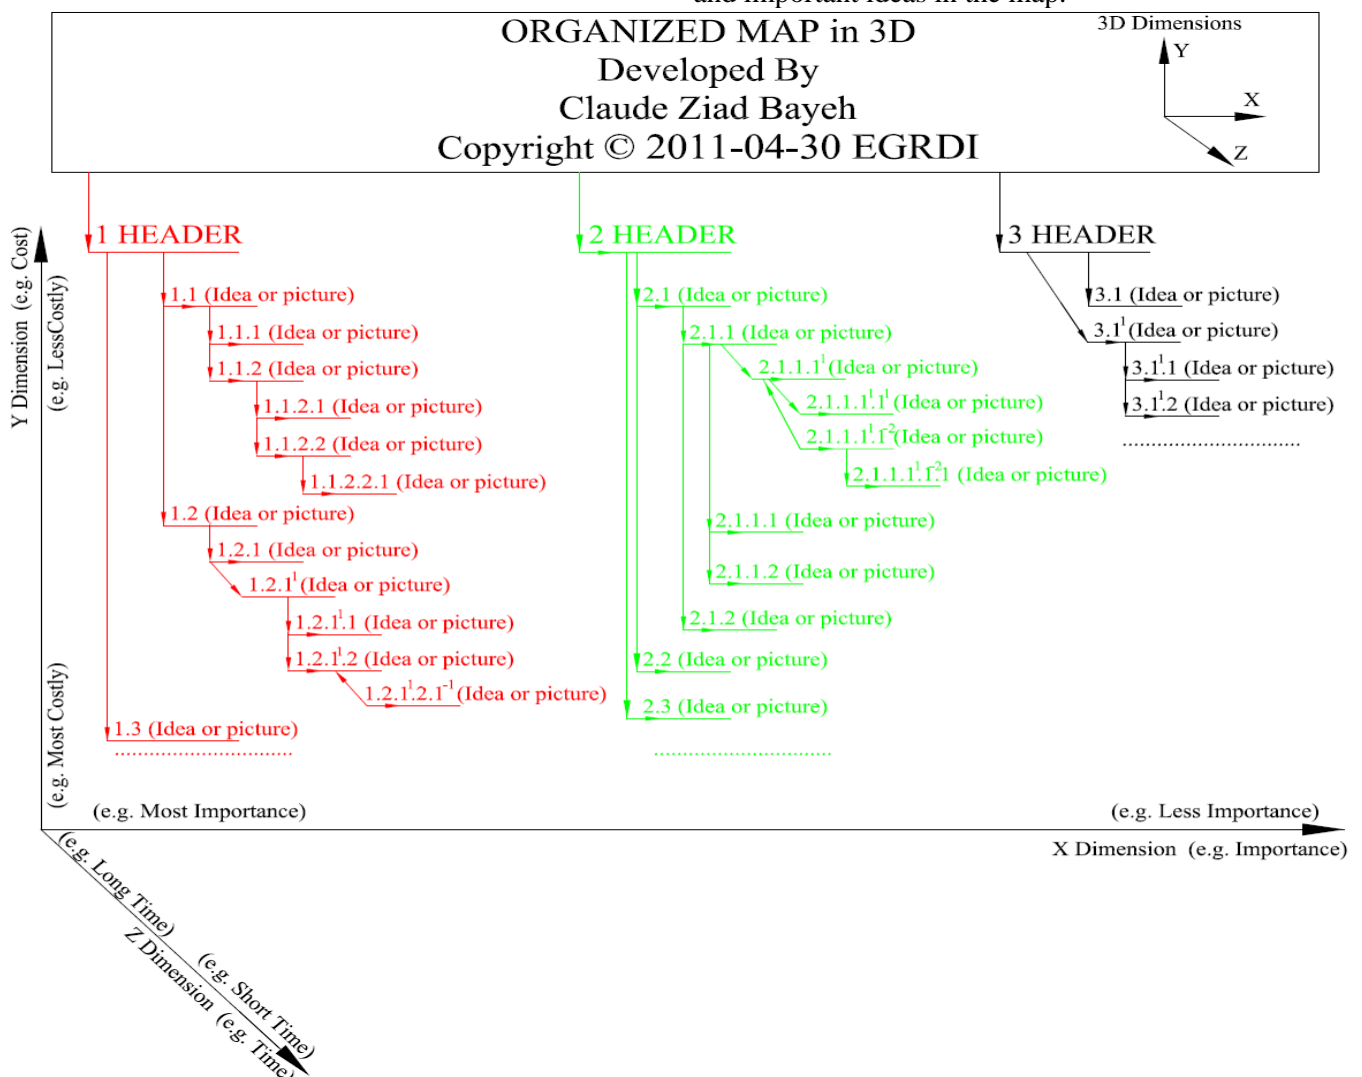 and important ideas in the map.
ORGANIZED MAP in 3D
Developed By
Claude Ziad Bayeh
Copyright © 2011-04-30 EGRDI
3D Dimensions
Y
X
Z
Y Dimension (e.g. Cost)
(e.g. LessCostly)
(e.g. Most Costly)
1 HEADER
1.1 (Idea or picture)
1.1.1 (Idea or picture)
1.1.2 (Idea or picture)
1.1.2.1 (Idea or picture)
1.1.2.2 (Idea or picture)
1.1.2.2.1 (Idea or picture)
1.2 (Idea or picture)
1.2.1 (Idea or picture)
1.2.1¹ (Idea or picture)
1.2.1¹.1 (Idea or picture)
1.2.1¹.2 (Idea or picture)
1.2.1¹.2.1⁻¹ (Idea or picture)
1.3 (Idea or picture)
..............................
2 HEADER
2.1 (Idea or picture)
2.1.1 (Idea or picture)
2.1.1.1¹ (Idea or picture)
2.1.1.1¹.1¹ (Idea or picture)
2.1.1.1¹.1⁻² (Idea or picture)
2.1.1.1¹.1⁻².1 (Idea or picture)
2.1.1.1 (Idea or picture)
2.1.1.2 (Idea or picture)
2.1.2 (Idea or picture)
2.2 (Idea or picture)
2.3 (Idea or picture)
..............................
3 HEADER
3.1 (Idea or picture)
3.1¹ (Idea or picture)
3.1¹.1 (Idea or picture)
3.1¹.2 (Idea or picture)
..............................
(e.g. Most Importance)
(e.g. Less Importance)
X Dimension (e.g. Importance)
(e.g. Long Time)
(e.g. Short Time)
Z Dimension (e.g. Time)